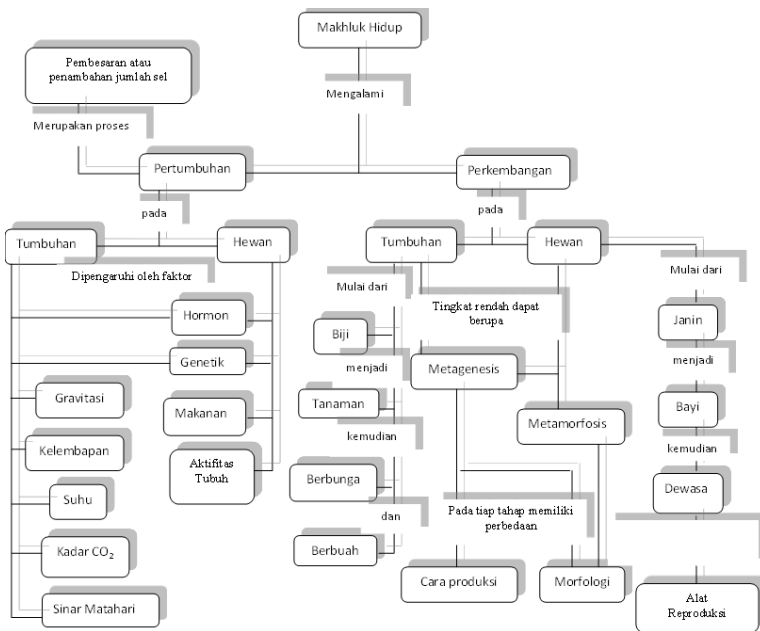 Makhluk Hidup
Pembesaran atau
penambahan jumlah sel
Mengalami
Merupakan proses
Pertumbuhan
Perkembangan
pada
pada
Tumbuhan
Hewan
Tumbuhan
Hewan
Dipengaruhi oleh faktor
Mulai dari
Mulai dari
Tingkat rendah dapat
berupa
Hormon
Biji
Janin
Genetik
menjadi
Metagenesis
menjadi
Gravitasi
Makanan
Tanaman
Metamorfosis
Bayi
Kelembapan
Aktifitas
Tubuh
kemudian
kemudian
Suhu
Berbunga
Dewasa
dan
Pada tiap tahap memiliki
perbedaan
Kadar CO₂
Berbuah
Cara produksi
Morfologi
Sinar Matahari
Alat
Reproduksi